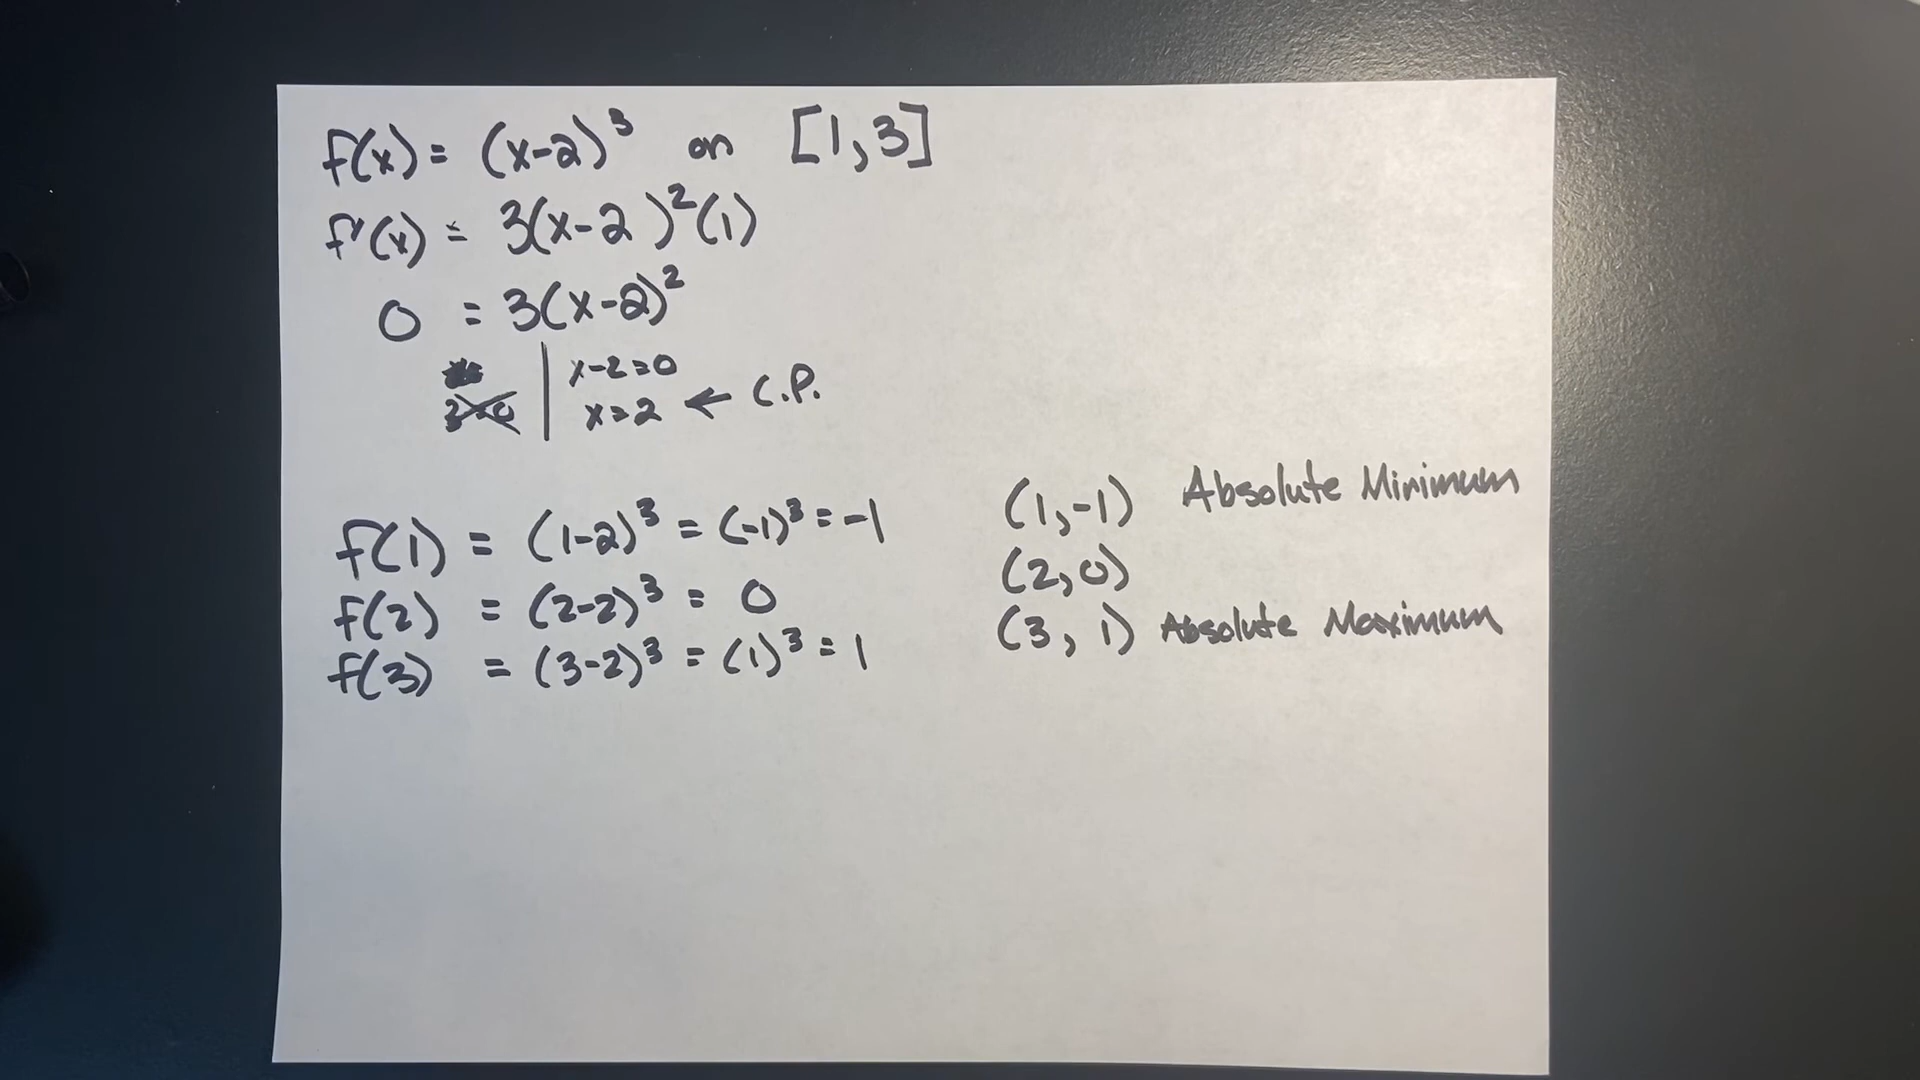 f(x) = (x-2)³ on [1,3]
f'(x) = 3(x-2)²(1)
0 = 3(x-2)²
x-2=0
x=2 ← C.P.
f(1) = (1-2)³ = (-1)³ = -1
(1,-1) Absolute Minimum
f(2) = (2-2)³ = 0
(2,0)
f(3) = (3-2)³ = (1)³ = 1
(3, 1) Absolute Maximum